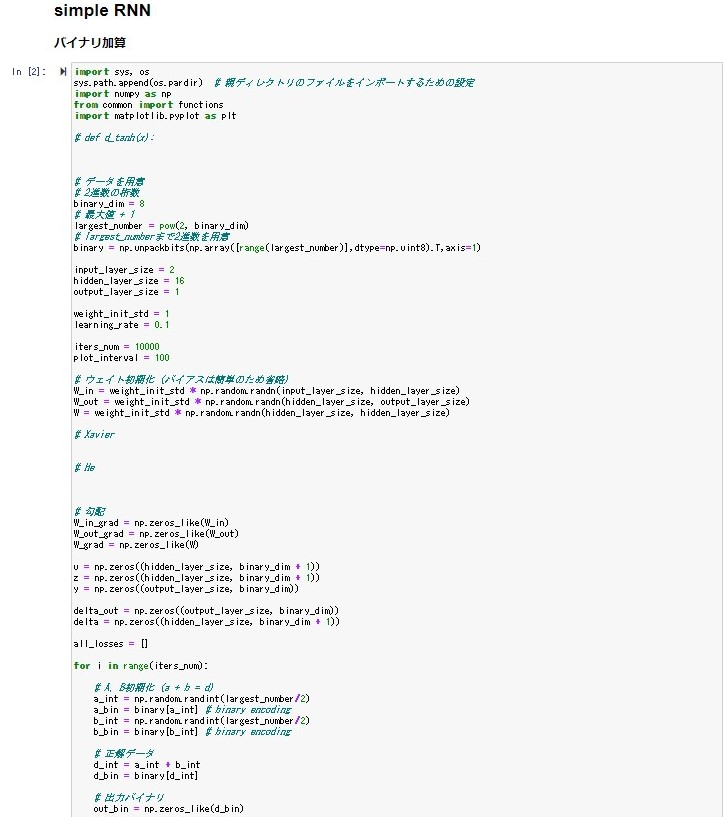 simple RNN
バイナリ加算
In [2]:
import sys, os
sys.path.append(os.pardir)  # 親ディレクトリのファイルをインポートするための設定
import numpy as np
from common import functions
import matplotlib.pyplot as plt
# def d_tanh(x):
# データを用意
# 2進数の桁数
binary_dim = 8
# 最大値 + 1
largest_number = pow(2, binary_dim)
# largest_numberまで2進数を用意
binary = np.unpackbits(np.array([range(largest_number)],dtype=np.uint8).T,axis=1)
input_layer_size = 2
hidden_layer_size = 16
output_layer_size = 1
weight_init_std = 1
learning_rate = 0.1
iters_num = 10000
plot_interval = 100
# ウェイト初期化 (バイアスは簡単のため省略)
W_in = weight_init_std * np.random.randn(input_layer_size, hidden_layer_size)
W_out = weight_init_std * np.random.randn(hidden_layer_size, output_layer_size)
W = weight_init_std * np.random.randn(hidden_layer_size, hidden_layer_size)
# Xavier
# He
# 勾配
W_in_grad = np.zeros_like(W_in)
W_out_grad = np.zeros_like(W_out)
W_grad = np.zeros_like(W)
u = np.zeros((hidden_layer_size, binary_dim + 1))
z = np.zeros((hidden_layer_size, binary_dim + 1))
y = np.zeros((output_layer_size, binary_dim))
delta_out = np.zeros((output_layer_size, binary_dim))
delta = np.zeros((hidden_layer_size, binary_dim + 1))
all_losses = []
for i in range(iters_num):
# A, B初期化 (a + b = d)
a_int = np.random.randint(largest_number/2)
a_bin = binary[a_int] # binary encoding
b_int = np.random.randint(largest_number/2)
b_bin = binary[b_int] # binary encoding
# 正解データ
d_int = a_int + b_int
d_bin = binary[d_int]
# 出力バイナリ
out_bin = np.zeros_like(d_bin)